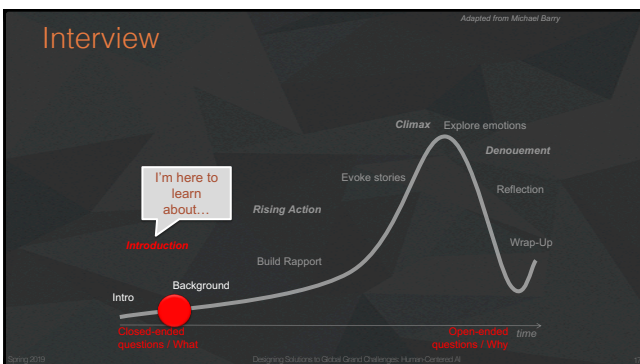 Adapted from Michael Barry
Interview
Climax Explore emotions
Denouement
I'm here to
learn
about…
Evoke stories
Reflection
Rising Action
Introduction
Wrap-Up
Build Rapport
Background
Intro
Closed-ended
questions / What
Open-ended
questions / Why
time
Spring 2019
Designing Solutions to Global Grand Challenges: Human Centered AI